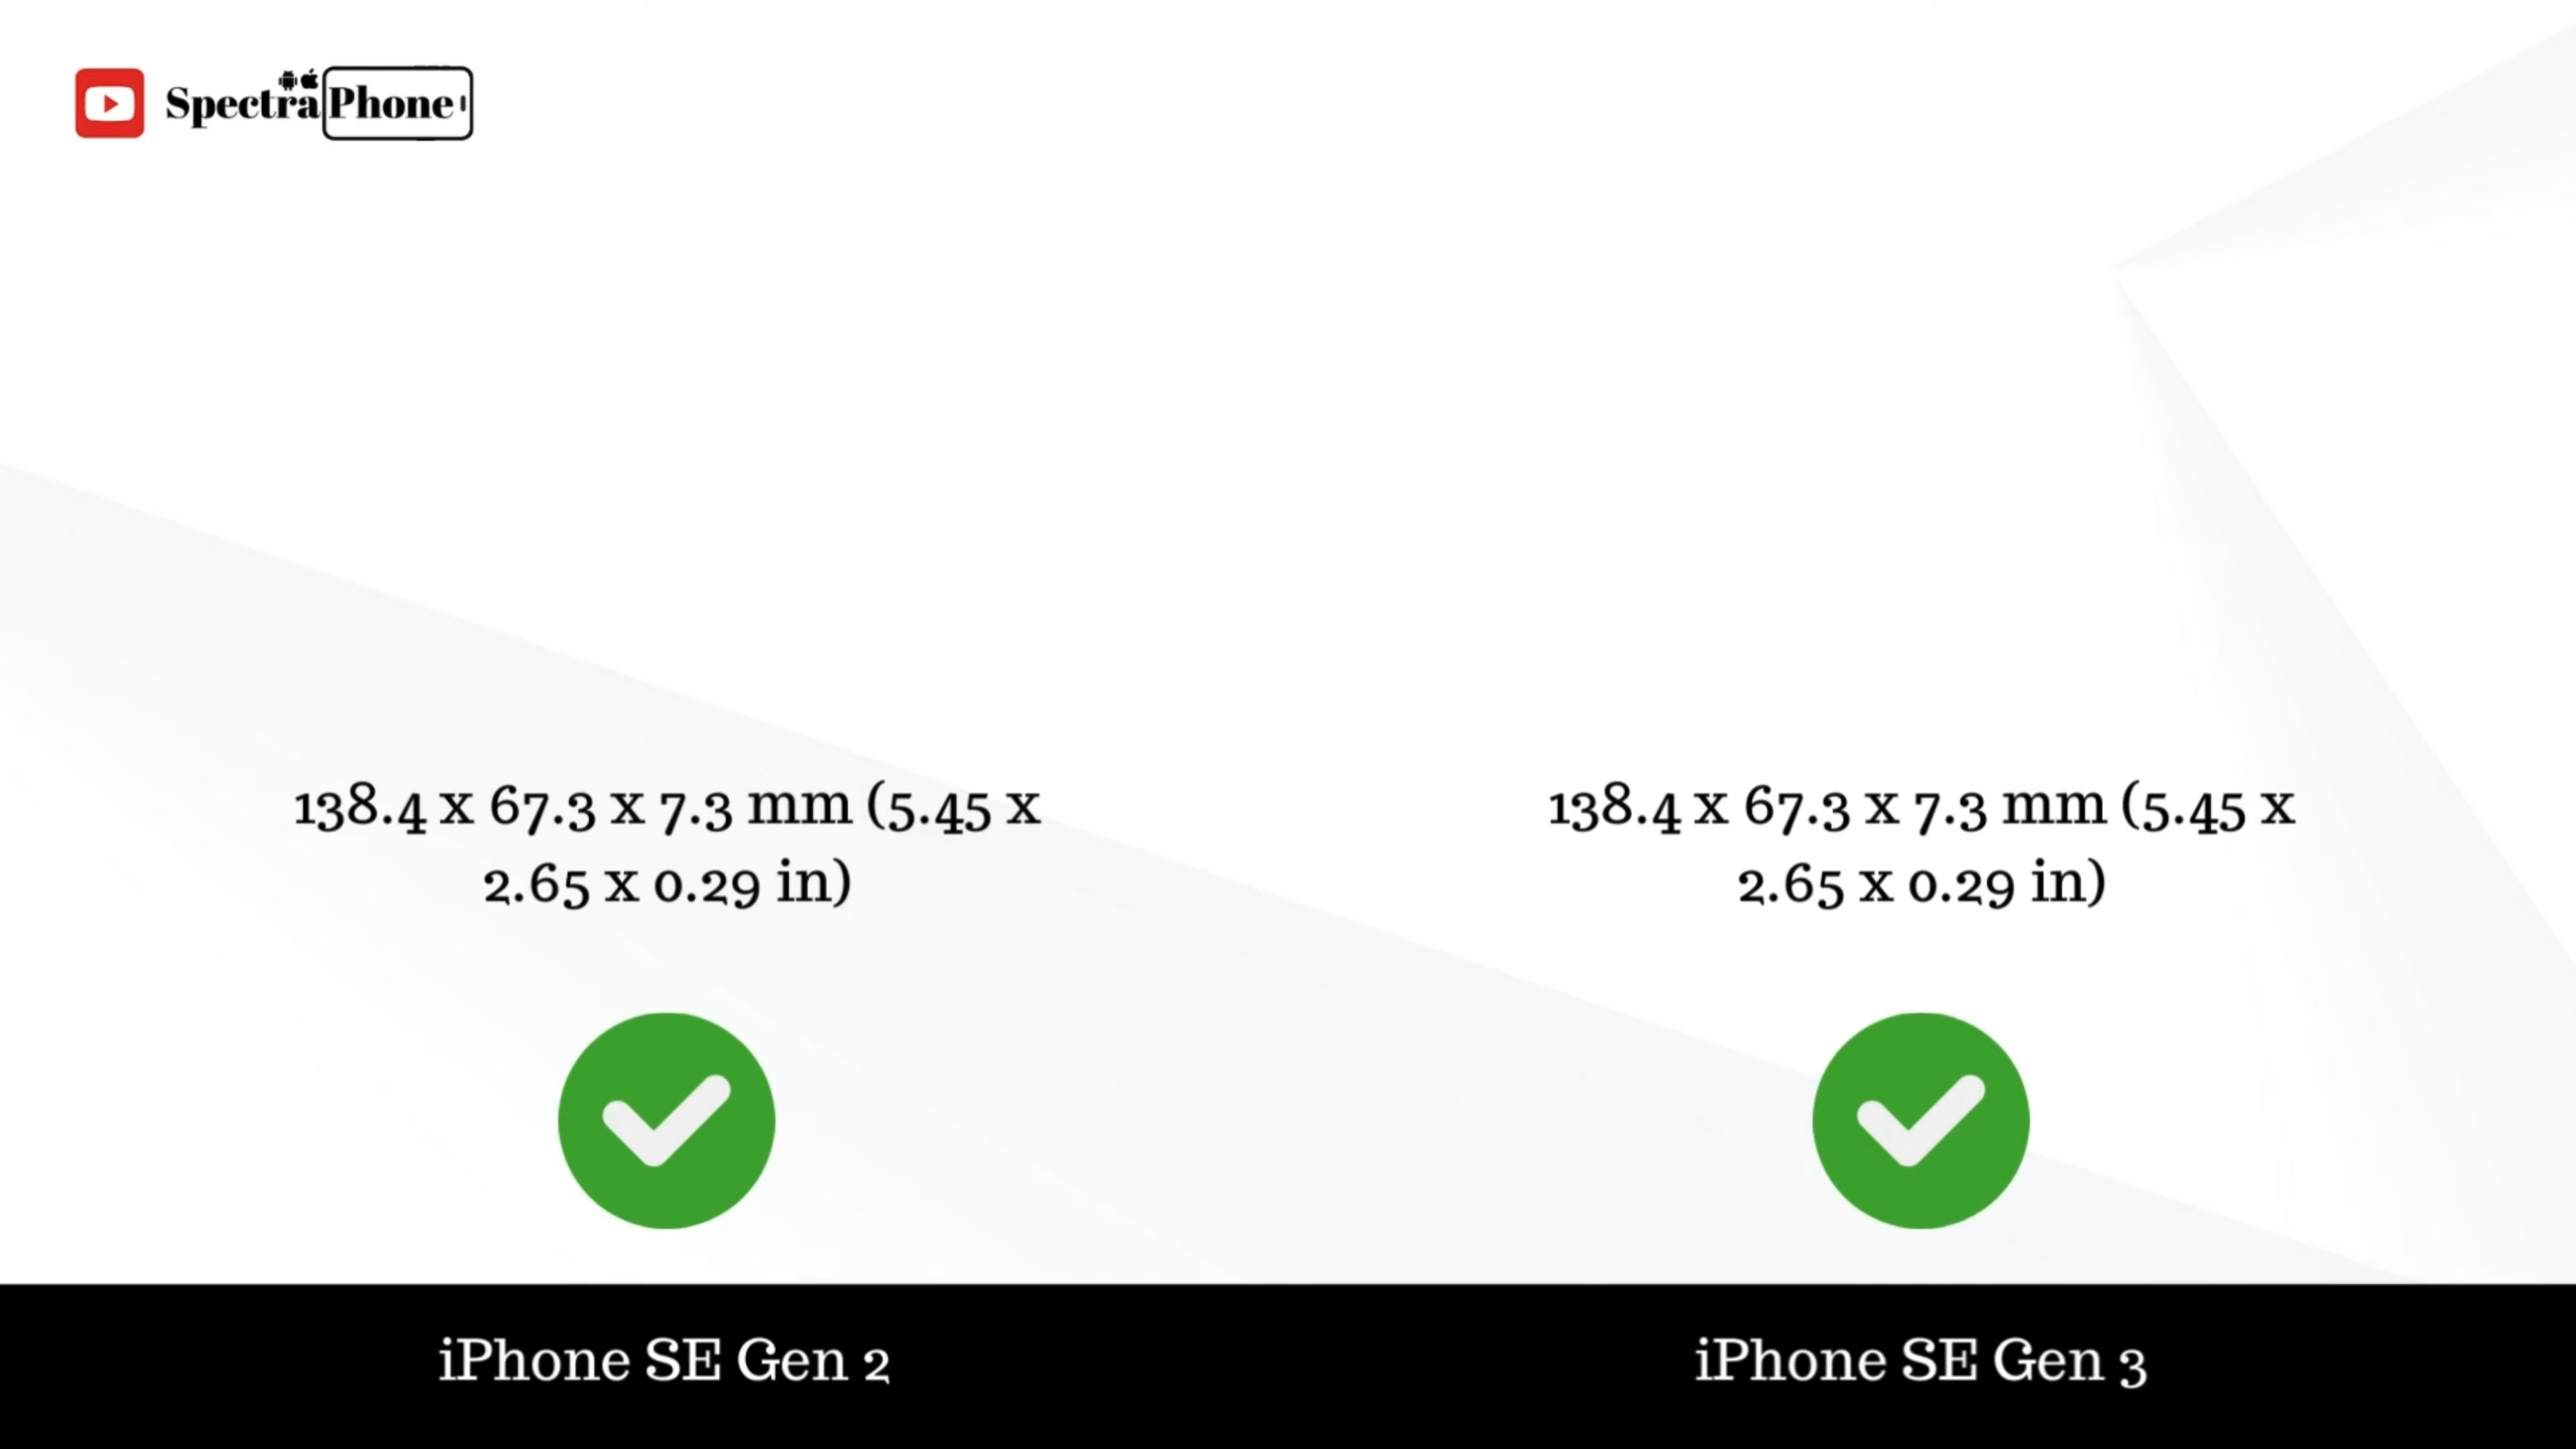 SpectraPhone
138.4 x 67.3 x 7.3 mm (5.45 x
2.65 x 0.29 in)
138.4 x 67.3 x 7.3 mm (5.45 x
2.65 x 0.29 in)
iPhone SE Gen 2
iPhone SE Gen 3